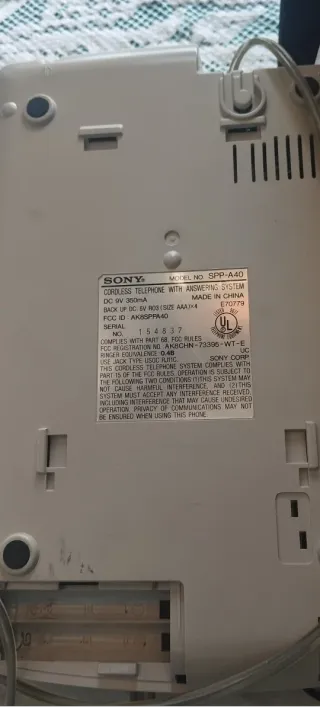 SONY® MODEL NO. SPP-A40
CORDLESS TELEPHONE WITH ANSWERING SYSTEM
DC 9V 350mA MADE IN CHINA
BACK UP DC: 6V RO3 (SIZE AAA)×4 E70779
FCC ID AK8SPPA40 LISTED
SERIAL
NO. 154837 UL
COMPLIES WITH PART 68, FCC RULES
FCC REGISTRATION NO. AK8CHN-73395-WT-E
RINGER EQUIVALENCE 0.4B UC
USE JACK TYPE USOC RJ11C SONY CORP
THIS CORDLESS TELEPHONE SYSTEM COMPLIES WITH
PART 15 OF THE FCC RULES. OPERATION IS SUBJECT TO
THE FOLLOWING TWO CONDITIONS (1)THIS SYSTEM MAY
NOT CAUSE HARMFUL INTERFERENCE, AND (2)THIS
SYSTEM MUST ACCEPT ANY INTERFERENCE RECEIVED
INCLUDING INTERFERENCE THAT MAY CAUSE UNDESIRED
OPERATION. PRIVACY OF COMMUNICATIONS MAY NOT
BE ENSURED WHEN USING THIS PHONE.